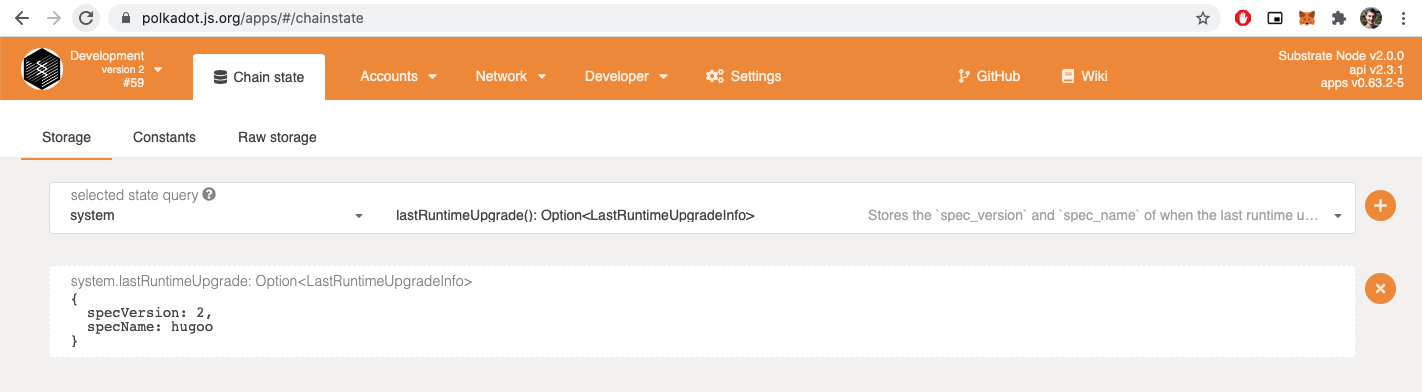 polkadot.js.org/apps/#/chainstate
Development
version 2
#59
Chain state
Accounts
Network
Developer
Settings
GitHub
Wiki
Substrate Node v2.0.0
api v2.3.1
apps v0.63.2-5
Storage
Constants
Raw storage
selected state query
system
lastRuntimeUpgrade(): Option<LastRuntimeUpgradeInfo>
Stores the `spec_version` and `spec_name` of when the last runtime u…
system.lastRuntimeUpgrade: Option<LastRuntimeUpgradeInfo>
{
  specVersion: 2,
  specName: hugoo
}